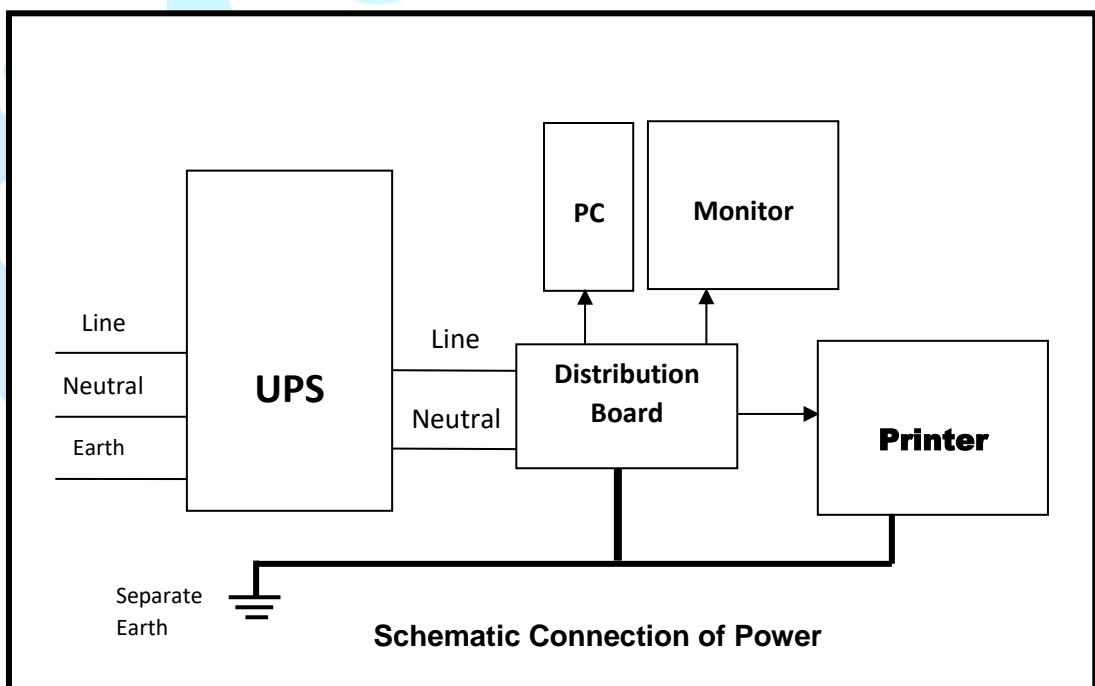 PC
Monitor
Line
Neutral
Earth
UPS
Line
Neutral
Distribution
Board
Printer
Separate
Earth
Schematic Connection of Power